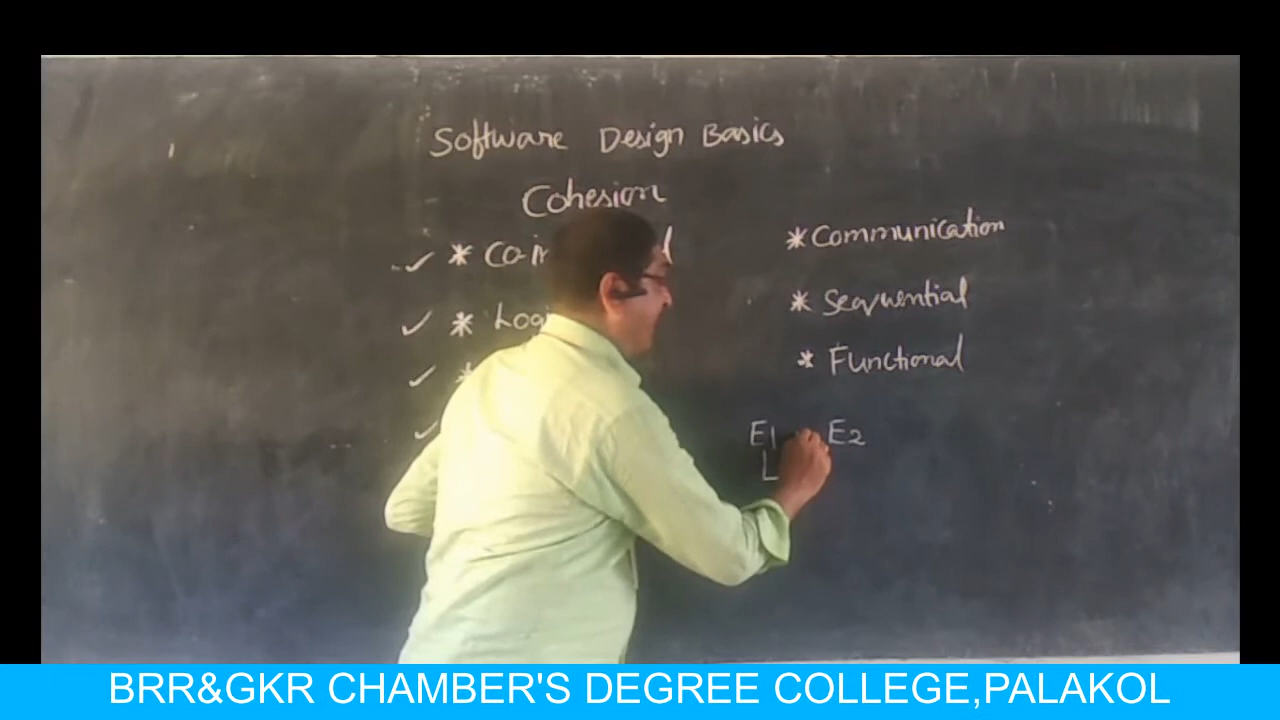 Software Design Basics
Cohesion
*
*
*
* Communication
* Sequential
* Functional
E1 E2
L
BRR&GKR CHAMBER'S DEGREE COLLEGE,PALAKOL